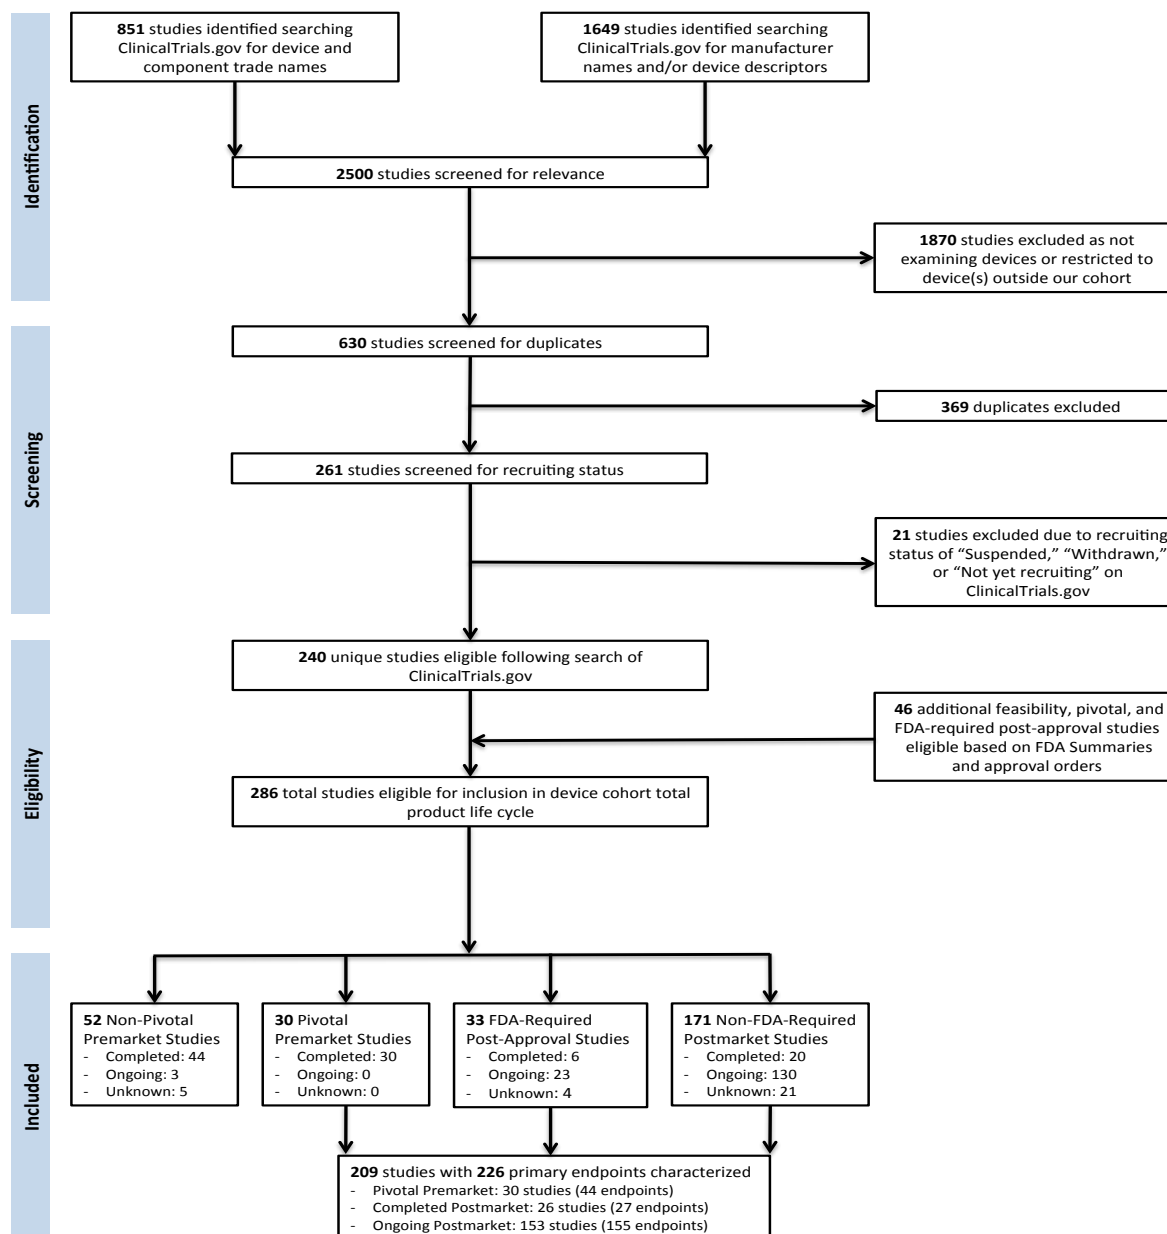 851 studies identified searching
ClinicalTrials.gov for device and
component trade names
1649 studies identified searching
ClinicalTrials.gov for manufacturer
names and/or device descriptors
Identification
2500 studies screened for relevance
1870 studies excluded as not
examining devices or restricted to
device(s) outside our cohort
Screening
630 studies screened for duplicates
369 duplicates excluded
261 studies screened for recruiting status
21 studies excluded due to recruiting
status of “Suspended,” “Withdrawn,”
or “Not yet recruiting” on
ClinicalTrials.gov
Eligibility
240 unique studies eligible following search of
ClinicalTrials.gov
46 additional feasibility, pivotal, and
FDA-required post-approval studies
eligible based on FDA Summaries
and approval orders
286 total studies eligible for inclusion in device cohort total
product life cycle
Included
52 Non-Pivotal
Premarket Studies
- Completed: 44
- Ongoing: 3
- Unknown: 5
30 Pivotal
Premarket Studies
- Completed: 30
- Ongoing: 0
- Unknown: 0
33 FDA-Required
Post-Approval Studies
- Completed: 6
- Ongoing: 23
- Unknown: 4
171 Non-FDA-Required
Postmarket Studies
- Completed: 20
- Ongoing: 130
- Unknown: 21
209 studies with 226 primary endpoints characterized
- Pivotal Premarket: 30 studies (44 endpoints)
- Completed Postmarket: 26 studies (27 endpoints)
- Ongoing Postmarket: 153 studies (155 endpoints)